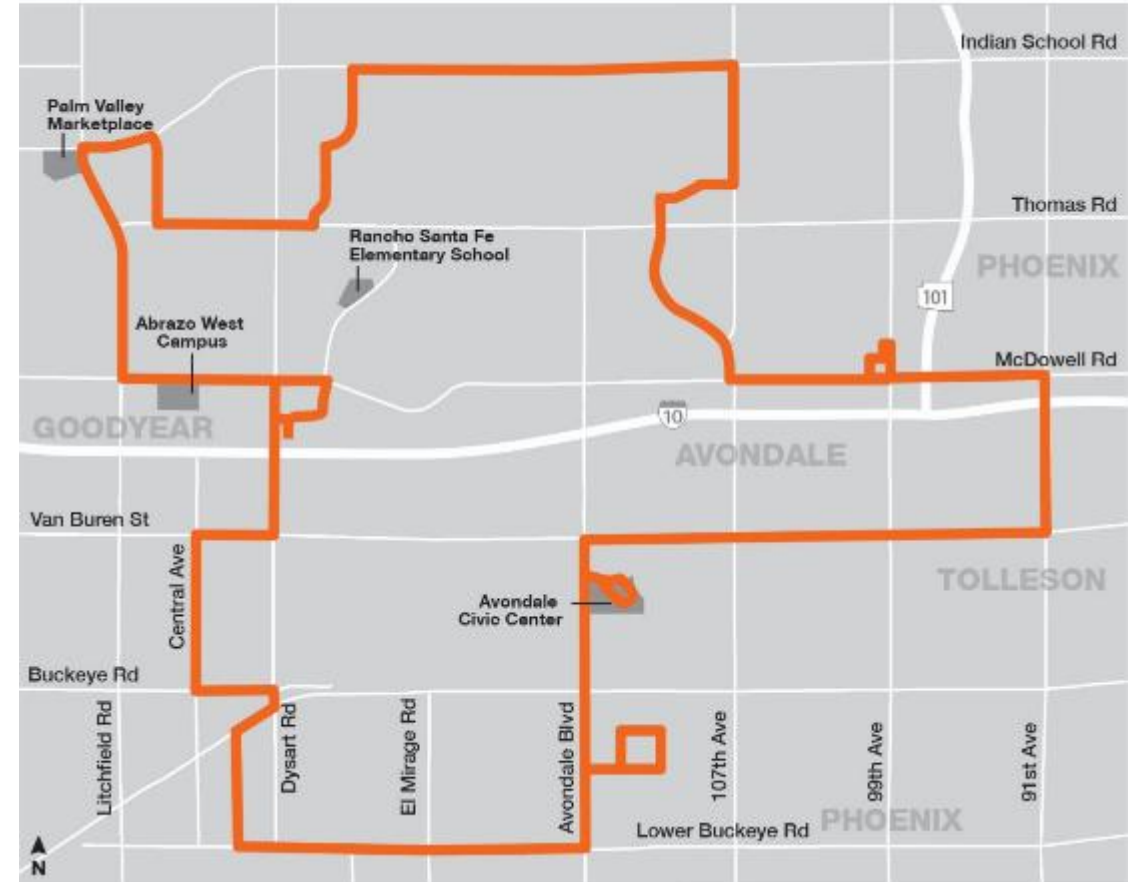 Indian School Rd
Palm Valley
Marketplace
Thomas Rd
Rancho Santa Fe
Elementary School
PHOENIX
101
Abrazo West
Campus
McDowell Rd
10
GOODYEAR
AVONDALE
Van Buren St
Central Ave
TOLLESON
Avondale
Civic Center
Buckeye Rd
Litchfield Rd
Dysart Rd
El Mirage Rd
Avondale Blvd
107th Ave
99th Ave
91st Ave
Lower Buckeye Rd
PHOENIX
N